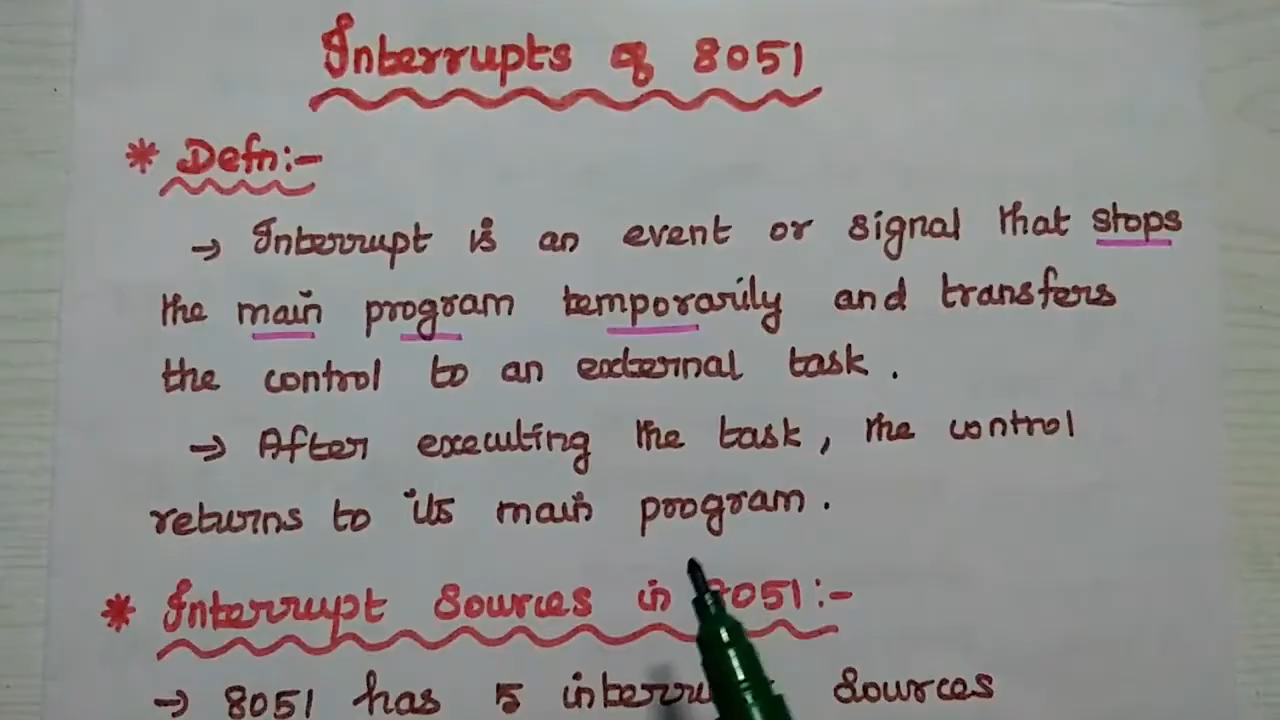 Interrupts of 8051
* Defn:-
→ Interrupt is an event or signal that stops
the main program temporarily and transfers
the control to an external task.
→ After executing the task, the control
returns to its main program.
* Interrupt Sources in 8051:-
→ 8051 has 5 sources